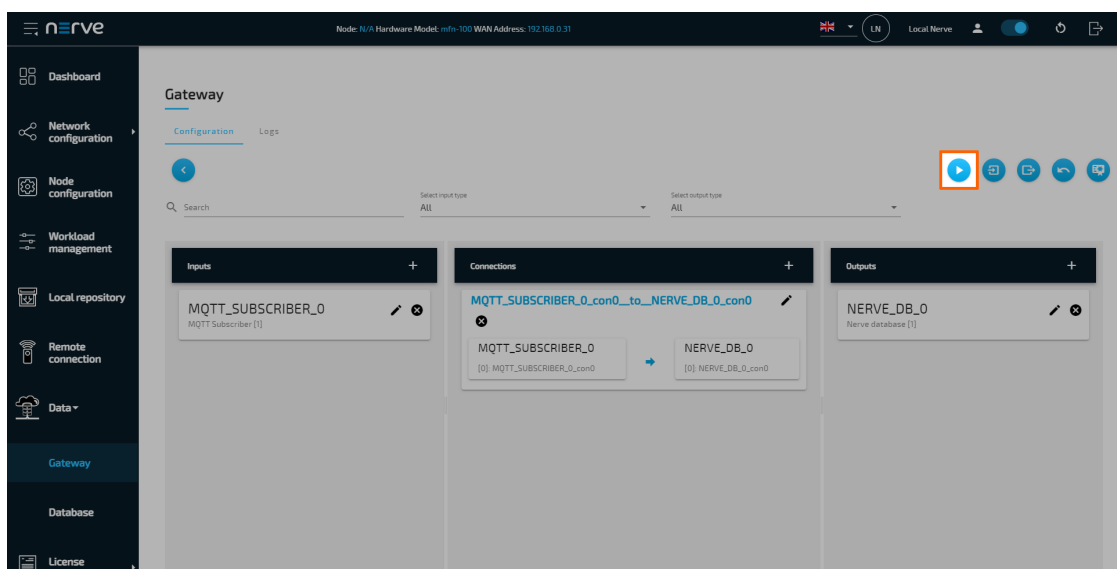 nerve
Node: N/A Hardware Model: mfn-100 WAN Address: 192.168.0.31
LN
Local Nerve
Dashboard
Network
configuration
Node
configuration
Workload
management
Local repository
Remote
connection
Data
Gateway
Database
License
Gateway
Configuration Logs
Search
Select input type
All
Select output type
All
Inputs +
MQTT_SUBSCRIBER_0
MQTT Subscriber [1]
Connections +
MQTT_SUBSCRIBER_0_con0__to__NERVE_DB_0_con0
MQTT_SUBSCRIBER_0
[0]: MQTT_SUBSCRIBER_0_con0
NERVE_DB_0
[0]: NERVE_DB_0_con0
Outputs +
NERVE_DB_0
Nerve database [1]